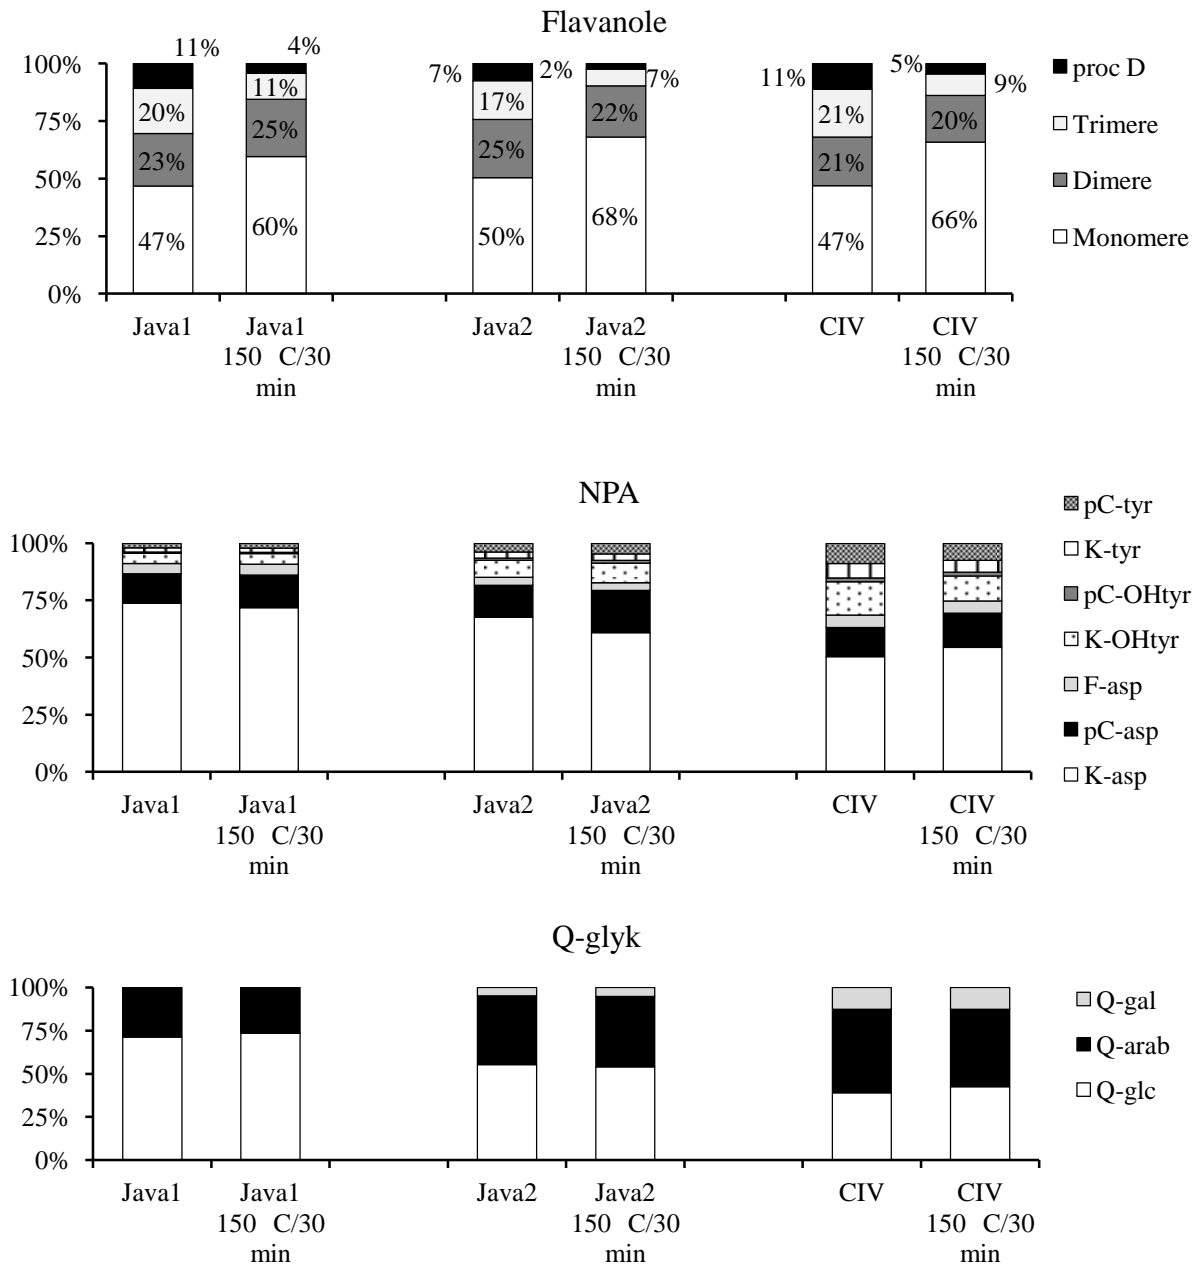 Flavanole
11%
4%
100%
75%
50%
25%
0%
20%
23%
47%
11%
25%
60%
7%
17%
25%
50%
2%
7%
22%
68%
11%
21%
21%
47%
5%
9%
20%
66%
proc D
Trimere
Dimere
Monomere
Java1
Java1
150 C/30
min
Java2
Java2
150 C/30
min
CIV
CIV
150 C/30
min
NPA
100%
75%
50%
25%
0%
pC-tyr
K-tyr
pC-OHtyr
K-OHtyr
F-asp
pC-asp
K-asp
Java1
Java1
150 C/30
min
Java2
Java2
150 C/30
min
CIV
CIV
150 C/30
min
Q-glyk
100%
75%
50%
25%
0%
Q-gal
Q-arab
Q-glc
Java1
Java1
150 C/30
min
Java2
Java2
150 C/30
min
CIV
CIV
150 C/30
min